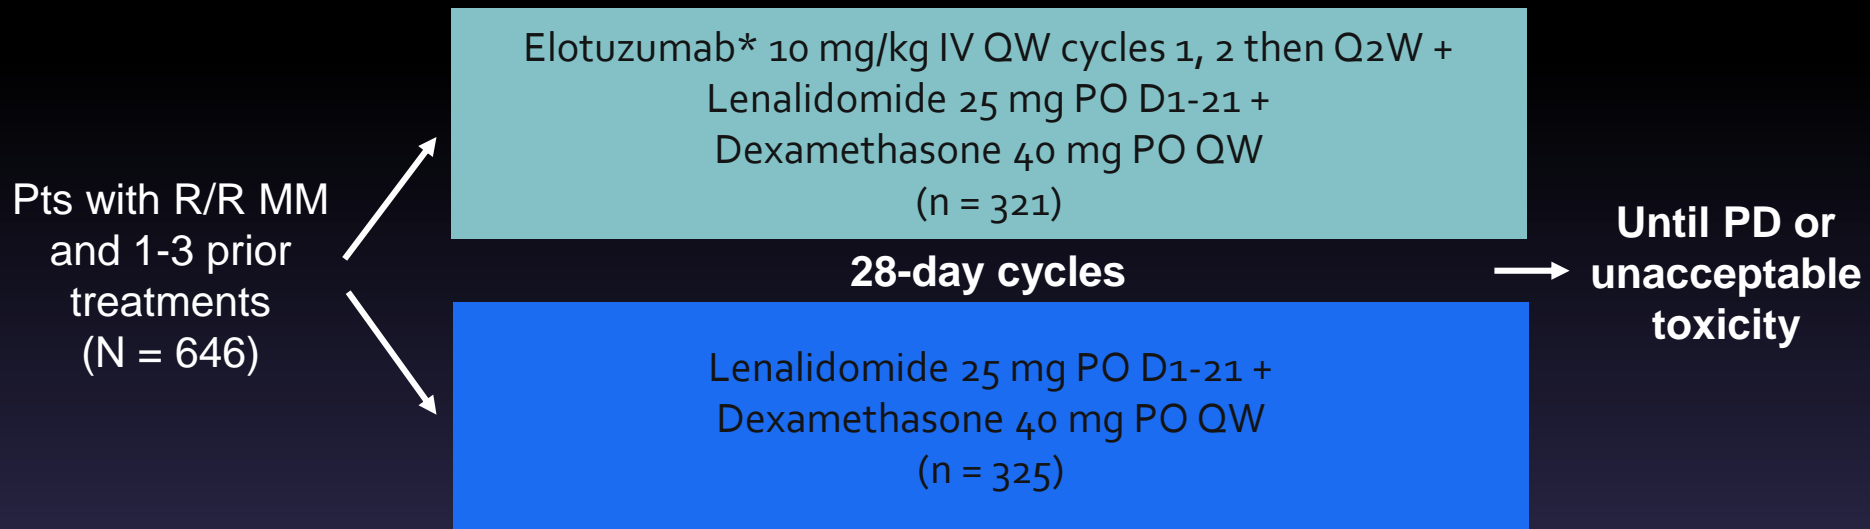 Pts with R/R MM
and 1-3 prior
treatments
(N = 646)
Elotuzumab* 10 mg/kg IV QW cycles 1, 2 then Q2W +
Lenalidomide 25 mg PO D1-21 +
Dexamethasone 40 mg PO QW
(n = 321)
28-day cycles
Lenalidomide 25 mg PO D1-21 +
Dexamethasone 40 mg PO QW
(n = 325)
Until PD or
unacceptable
toxicity